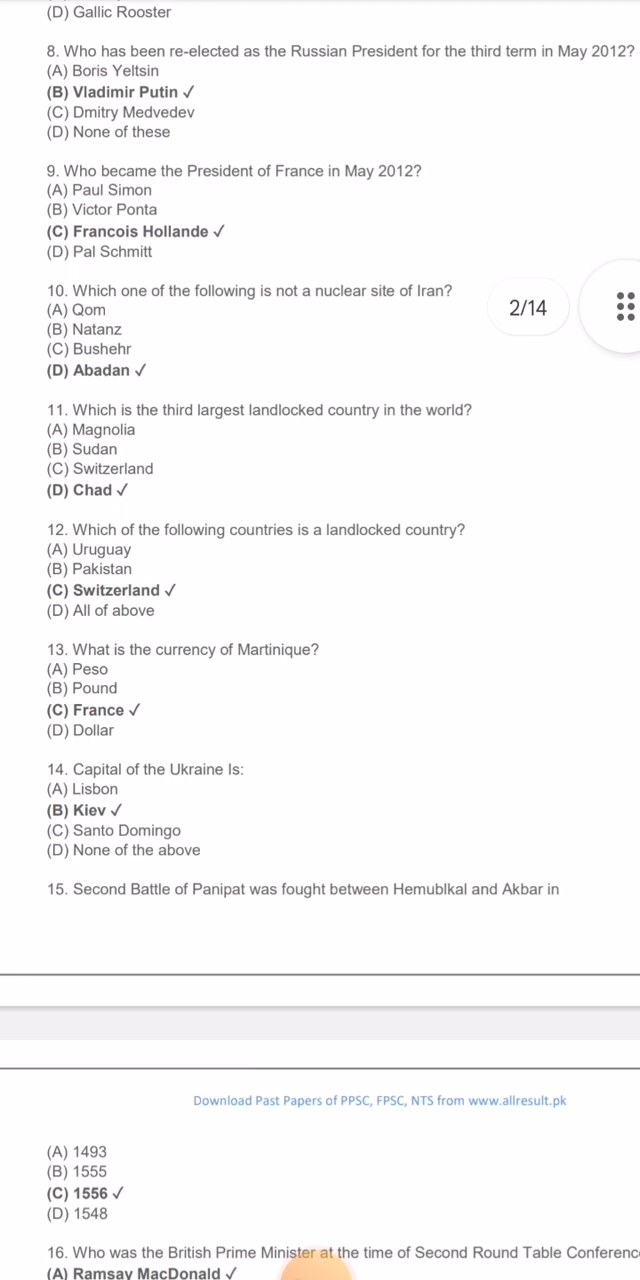 (D) Gallic Rooster
8. Who has been re-elected as the Russian President for the third term in May 2012?
(A) Boris Yeltsin
(B) Vladimir Putin ✓
(C) Dmitry Medvedev
(D) None of these
9. Who became the President of France in May 2012?
(A) Paul Simon
(B) Victor Ponta
(C) Francois Hollande ✓
(D) Pal Schmitt
10. Which one of the following is not a nuclear site of Iran?
(A) Qom
(B) Natanz
(C) Bushehr
(D) Abadan ✓
2/14
11. Which is the third largest landlocked country in the world?
(A) Magnolia
(B) Sudan
(C) Switzerland
(D) Chad ✓
12. Which of the following countries is a landlocked country?
(A) Uruguay
(B) Pakistan
(C) Switzerland ✓
(D) All of above
13. What is the currency of Martinique?
(A) Peso
(B) Pound
(C) France ✓
(D) Dollar
14. Capital of the Ukraine Is:
(A) Lisbon
(B) Kiev ✓
(C) Santo Domingo
(D) None of the above
15. Second Battle of Panipat was fought between Hemublkal and Akbar in
Download Past Papers of PPSC, FPSC, NTS from www.allresult.pk
(A) 1493
(B) 1555
(C) 1556 ✓
(D) 1548
16. Who was the British Prime Minister at the time of Second Round Table Conferenc
(A) Ramsay MacDonald ✓